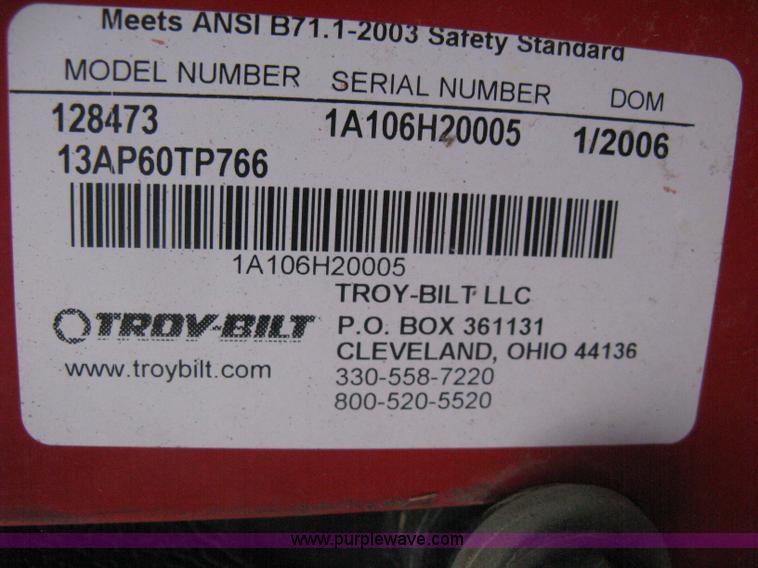 Meets ANSI B71.1-2003 Safety Standard
MODEL NUMBER SERIAL NUMBER DOM
128473 1A106H20005 1/2006
13AP60TP766
1A106H20005
TROY-BILT LLC
TROY-BILT P.O. BOX 361131
CLEVELAND, OHIO 44136
www.troybilt.com 330-558-7220
800-520-5520
www.purplewave.com